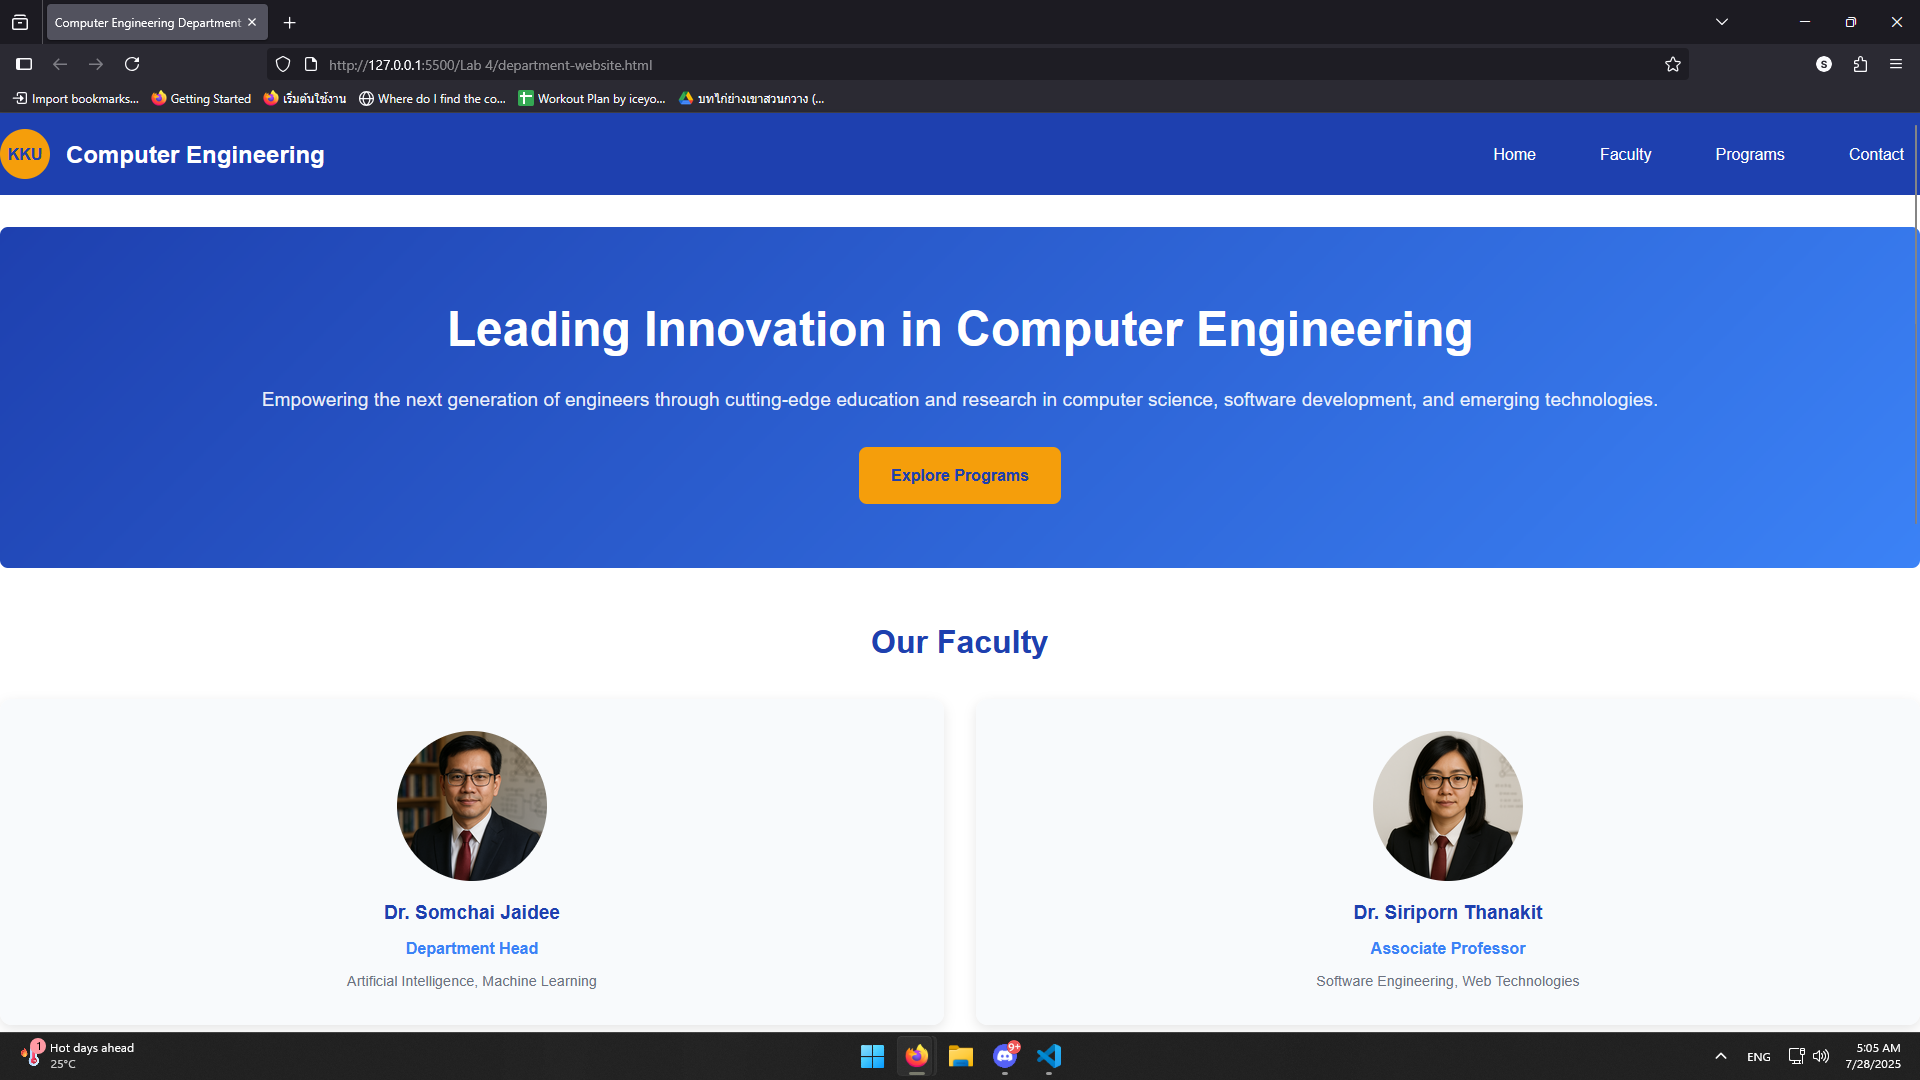 Computer Engineering Department
http://127.0.0.1:5500/Lab 4/department-website.html
S
Import bookmarks...
Getting Started
เริ่มต้นใช้งาน
Where do I find the co...
Workout Plan by iceyo...
บทไก่ย่างเขาสวนกวาง (...
KKU
Computer Engineering
Home
Faculty
Programs
Contact
Leading Innovation in Computer Engineering
Empowering the next generation of engineers through cutting-edge education and research in computer science, software development, and emerging technologies.
Explore Programs
Our Faculty
Dr. Somchai Jaidee
Department Head
Artificial Intelligence, Machine Learning
Dr. Siriporn Thanakit
Associate Professor
Software Engineering, Web Technologies
1
Hot days ahead
25°C
9+
ENG
5:05 AM
7/28/2025